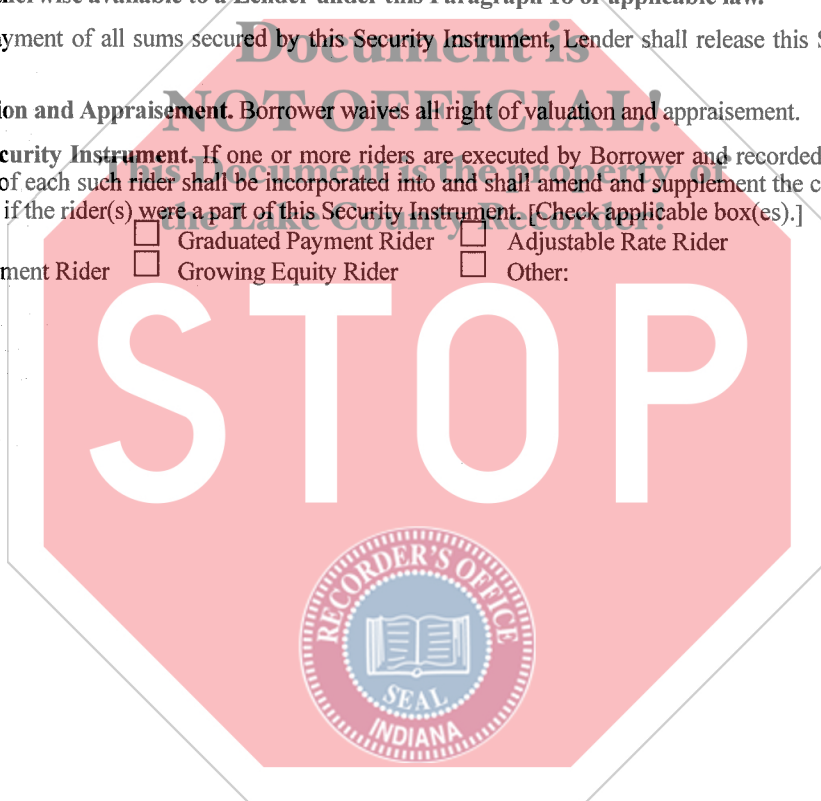 under this Paragraph 18 or applicable law.
yment of all sums secured by this Security Instrument, Lender shall release this S
Document is
ion and Appraisement. Borrower waives all right of valuation and appraisement.
NOT OFFICIAL!
curity Instrument. If one or more riders are executed by Borrower and recorded
This Document is the property of
of each such rider shall be incorporated into and shall amend and supplement the c
if the rider(s) were a part of this Security Instrument. [Check applicable box(es).]
the Lake County Recorder!
Graduated Payment Rider Adjustable Rate Rider
ment Rider Growing Equity Rider Other:
STOP
RECORDER'S OFFICE
SEAL
INDIANA